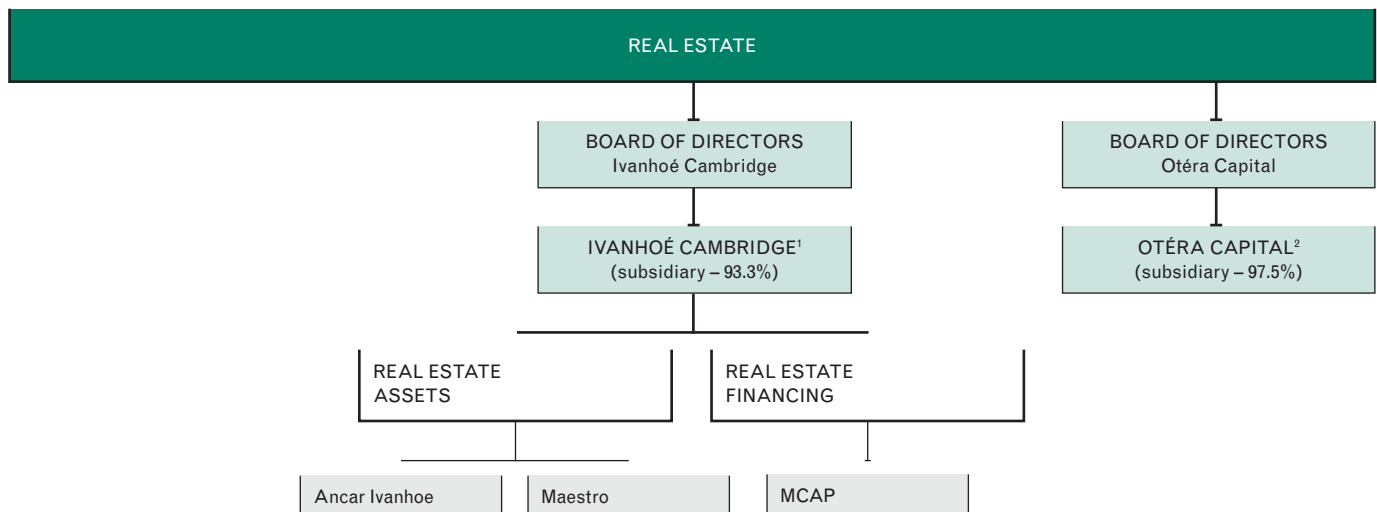 REAL ESTATE
BOARD OF DIRECTORS
Ivanhoé Cambridge
BOARD OF DIRECTORS
Otéra Capital
IVANHOÉ CAMBRIDGE¹
(subsidiary – 93.3%)
OTÉRA CAPITAL²
(subsidiary – 97.5%)
REAL ESTATE
ASSETS
REAL ESTATE
FINANCING
Ancar Ivanhoe
Maestro
MCAP